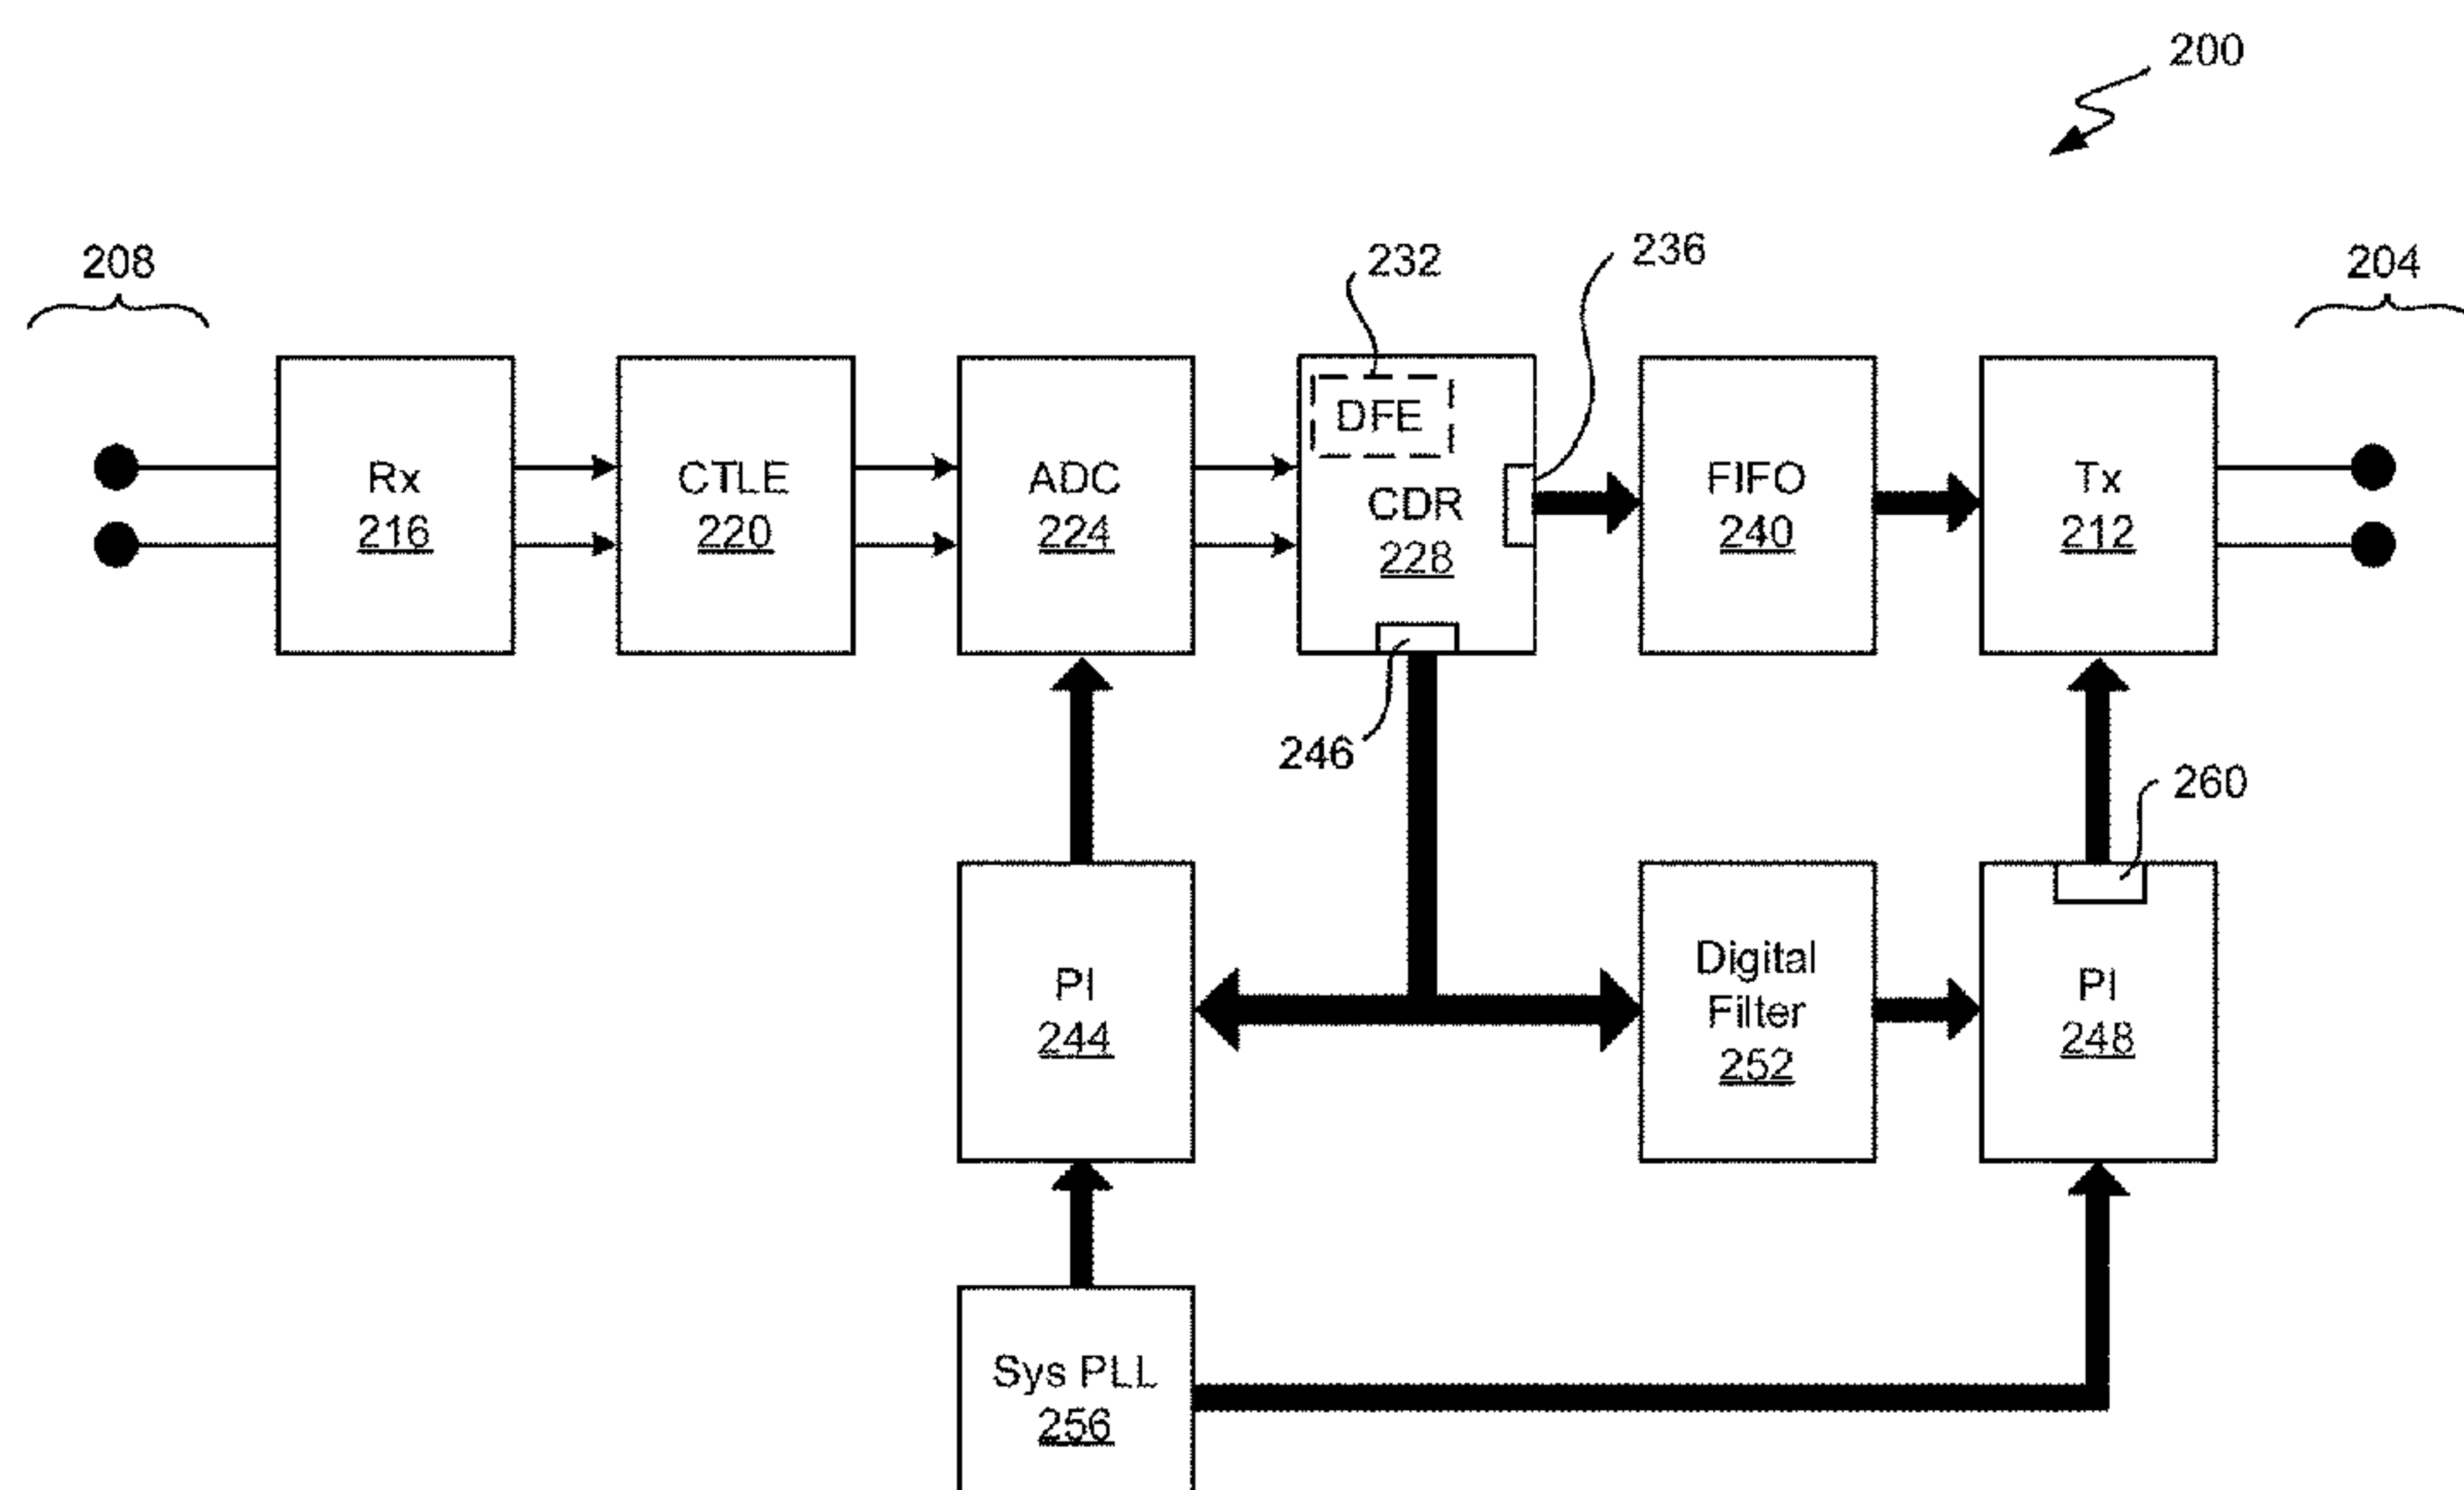 200
208
232
236
204
Rx
216
CTLE
220
ADC
224
DFE
CDR
228
FIFO
240
Tx
212
246
260
PI
244
Digital
Filter
252
PI
248
Sys PLL
256